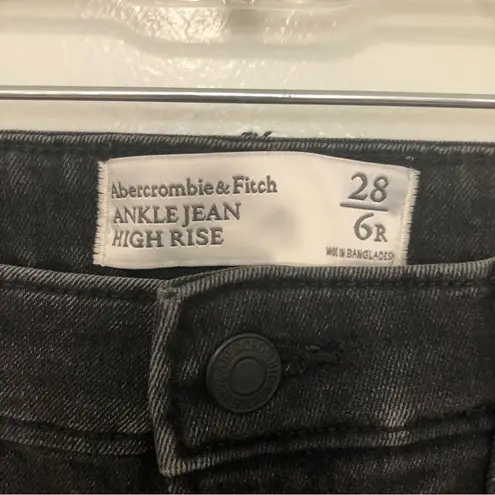 Abercrombie & Fitch
ANKLE JEAN
HIGH RISE
28
6R
MADE IN BANGLADESH